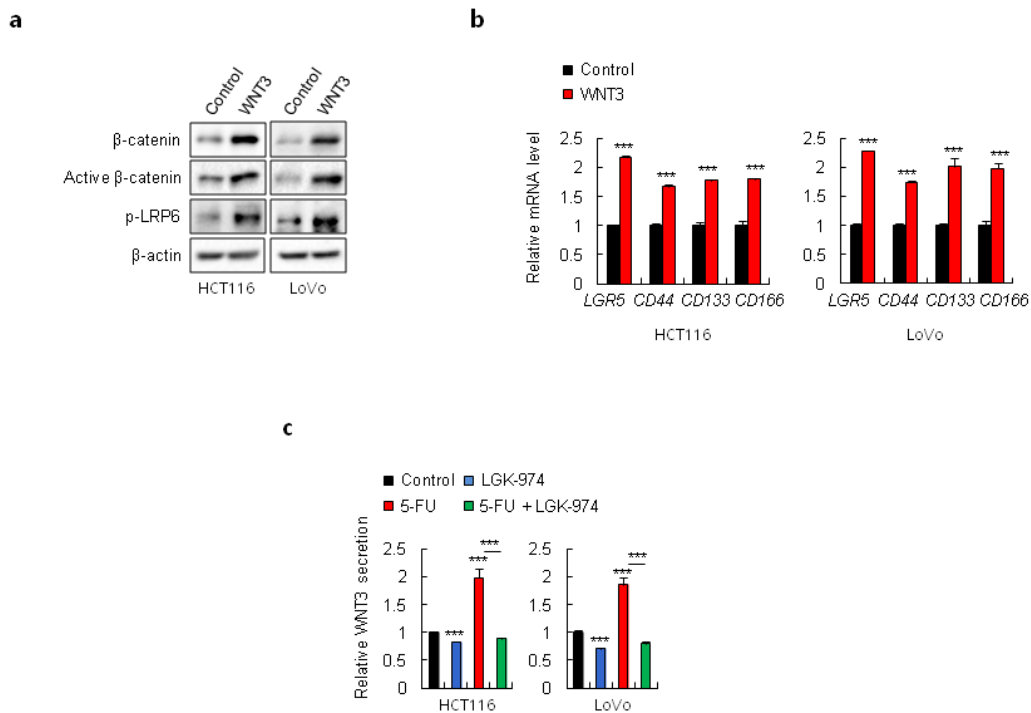 a
Control WNT3 Control WNT3
β-catenin
Active β-catenin
p-LRP6
β-actin
HCT116 LoVo
b
Control
WNT3
Relative mRNA level
2.5
2
1.5
1
0.5
0
*** *** *** ***
LGR5 CD44 CD133 CD166
HCT116
2.5
2
1.5
1
0.5
0
*** *** *** ***
LGR5 CD44 CD133 CD166
LoVo
c
Control LGK-974
5-FU 5-FU + LGK-974
Relative WNT3 secretion
2.5
2
1.5
1
0.5
0
*** *** ***
HCT116
2.5
2
1.5
1
0.5
0
*** *** ***
LoVo